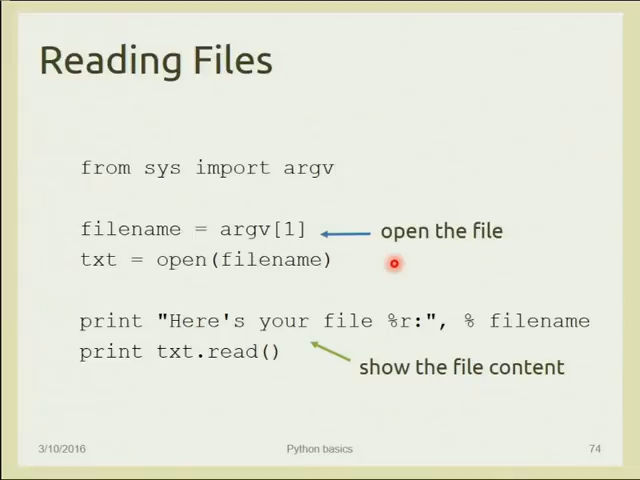 Reading Files
from sys import argv
filename = argv[1]
open the file
txt = open(filename)
print "Here's your file %r:", % filename
print txt.read()
show the file content
3/10/2016
Python basics
74